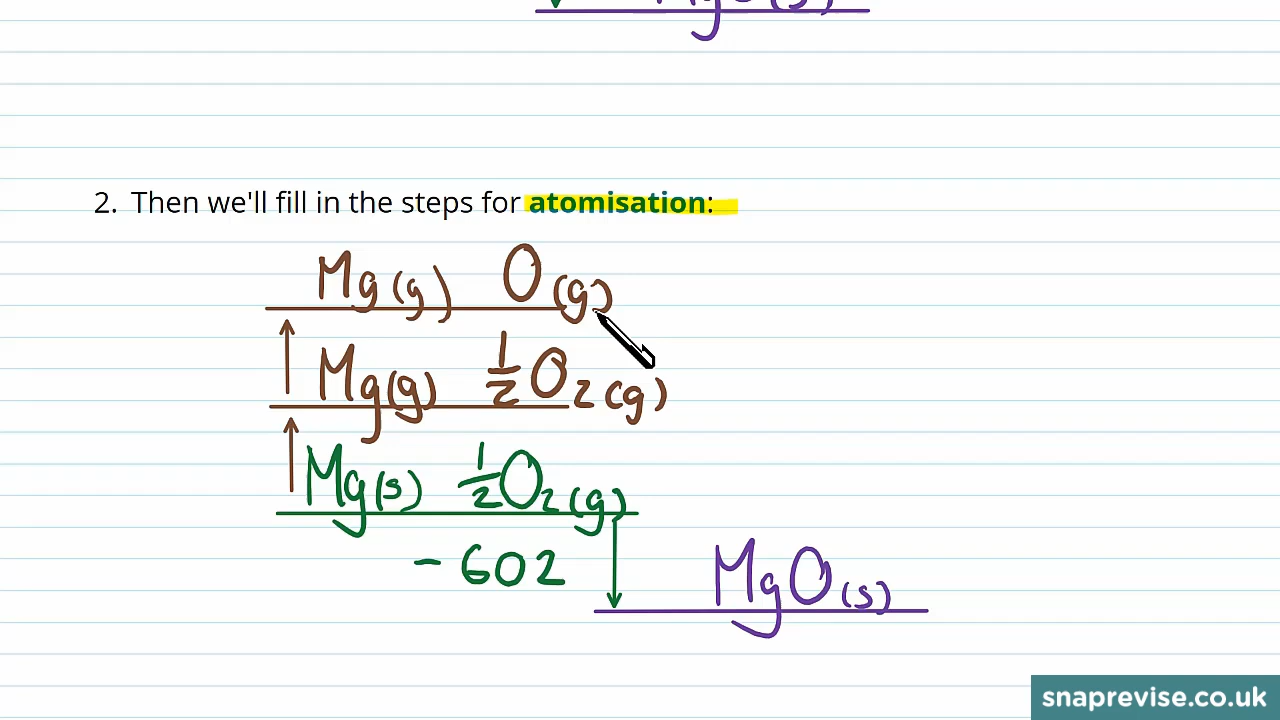 MgO(s)
2. Then we'll fill in the steps for atomisation:
Mg(g) O(g)
Mg(g) ½O₂(g)
Mg(s) ½O₂(g)
-602
MgO(s)
snaprevise.co.uk